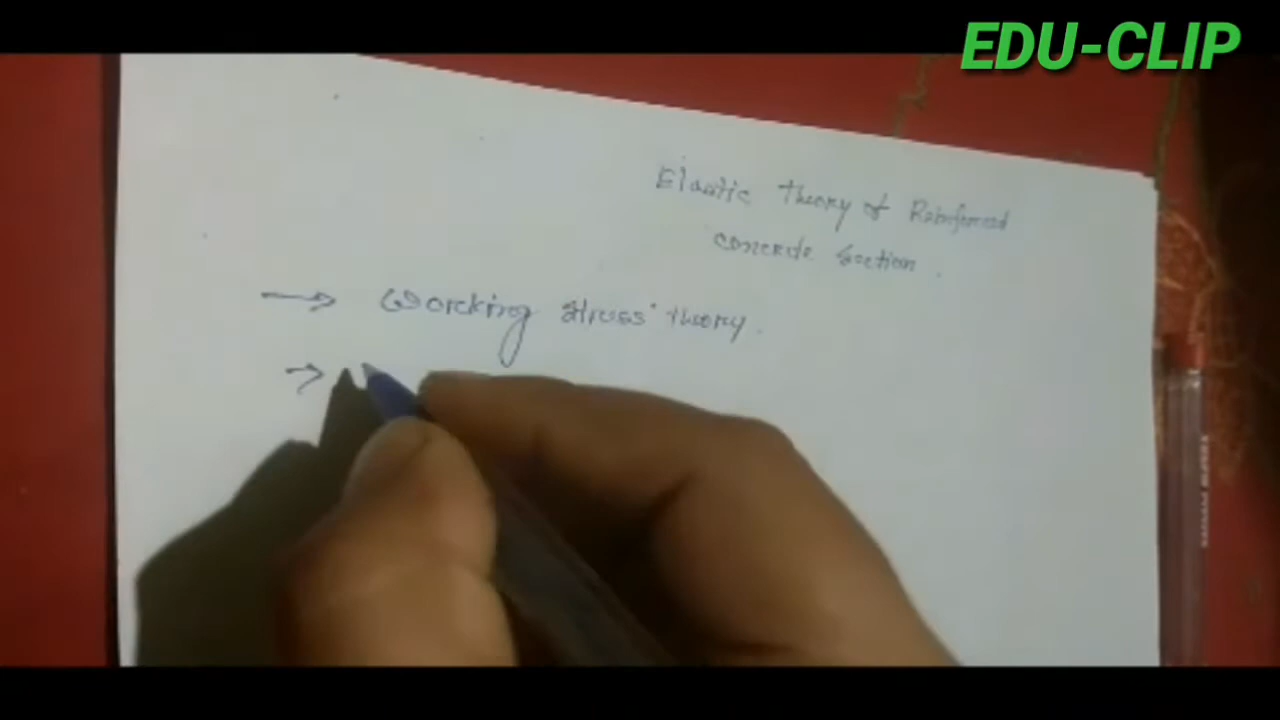 EDU-CLIP
Elastic Theory of Reinforced
concrete section.
→ Working stress theory.
→